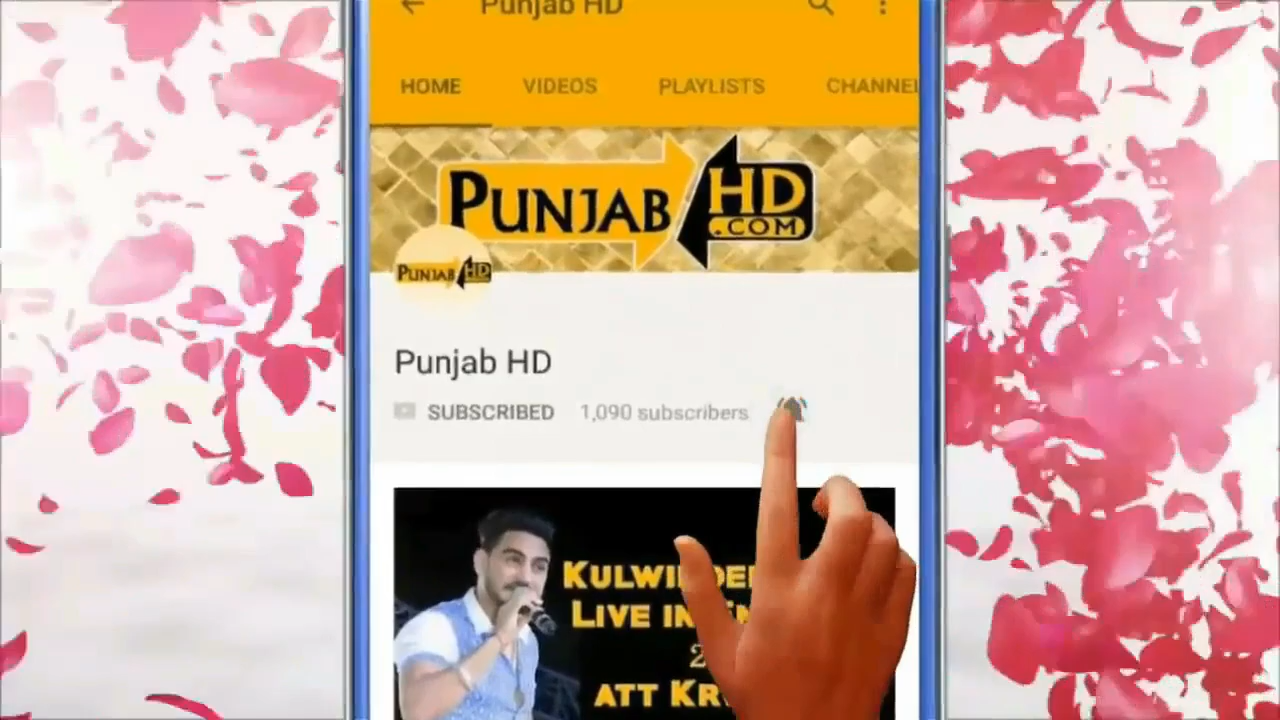 Punjab HD
HOME VIDEOS PLAYLISTS CHANNEL
PUNJAB HD
.COM
PUNJAB HD
Punjab HD
SUBSCRIBED 1,090 subscribers
LIVE IN
ATT